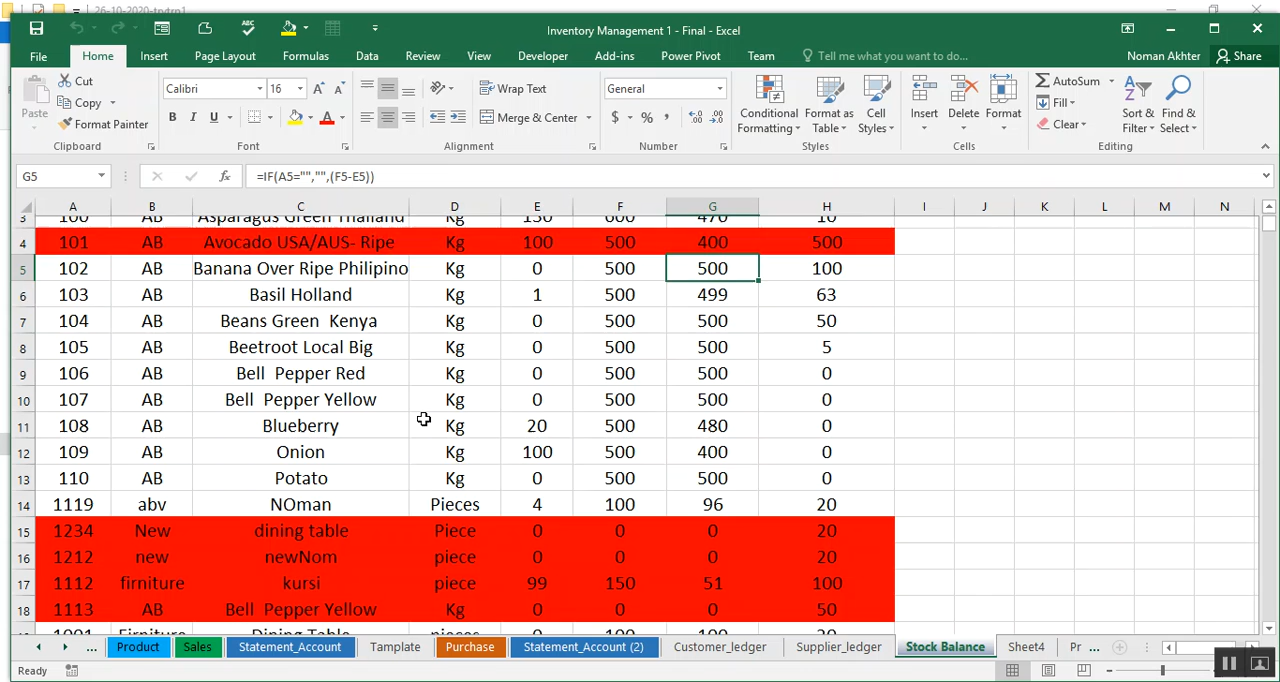 26-10-2020-tnttrn1
Inventory Management 1 - Final - Excel
File Home Insert Page Layout Formulas Data Review View Developer Add-ins Power Pivot Team Tell me what you want to do... Noman Akhter Share
Paste Cut Copy Format Painter Clipboard
Calibri 16 A A B I U A Font
Wrap Text Merge & Center Alignment
General $ % , Number
Conditional Formatting Format as Table Cell Styles Styles
Insert Delete Format Cells
AutoSum Fill Clear Sort & Filter Find & Select Editing
G5 fx =IF(A5="","",(F5-E5))
A B C D E F G H I J K L M N
3 100 AB Asparagus Green Thailand Kg 130 600 470 10
4 101 AB Avocado USA/AUS- Ripe Kg 100 500 400 500
5 102 AB Banana Over Ripe Philipino Kg 0 500 500 100
6 103 AB Basil Holland Kg 1 500 499 63
7 104 AB Beans Green  Kenya Kg 0 500 500 50
8 105 AB Beetroot Local Big Kg 0 500 500 5
9 106 AB Bell  Pepper Red Kg 0 500 500 0
10 107 AB Bell  Pepper Yellow Kg 0 500 500 0
11 108 AB Blueberry Kg 20 500 480 0
12 109 AB Onion Kg 100 500 400 0
13 110 AB Potato Kg 0 500 500 0
14 1119 abv NOman Pieces 4 100 96 20
15 1234 New dining table Piece 0 0 0 20
16 1212 new newNom piece 0 0 0 20
17 1112 firniture kursi piece 99 150 51 100
18 1113 AB Bell  Pepper Yellow Kg 0 0 0 50
1001 Firniture Dining Table pieces 0 100 100 20
... Product Sales Statement_Account Template Purchase Statement_Account (2) Customer_ledger Supplier_ledger Stock Balance Sheet4 Pr ...
Ready